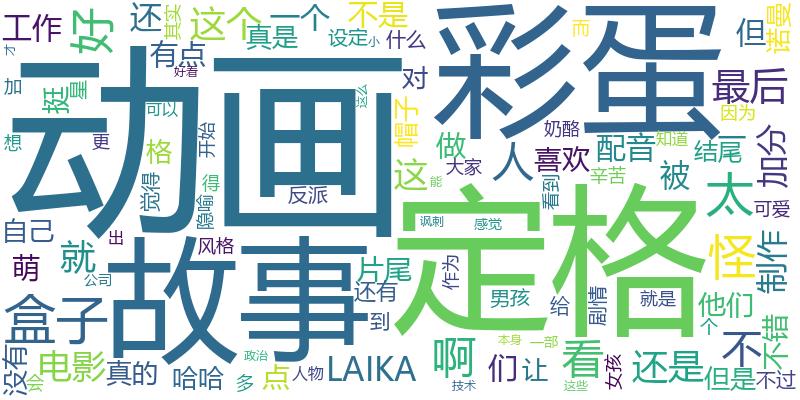 工作 好 还 这个 一个 不是 彩蛋 但 诺曼
其实 真是 设定 小 什么 而
才 有点 好着 这么 最后
加 挺 星 动画 对 因为
想 更 可以 开始 帽子 做 奶酪 知道 加分
格 觉得 得 隐喻 反派 这 大家 人 喜欢 配音 结尾
看到 辛苦 被 太 可爱
自己 出 故事 风格 能 定格
萌 就 公司 片尾 讽刺 感觉 怪 制作
盒子 还有 作为 男孩 给 剧情 就是 他们
到 个 不错
没有 会 电影 真的 哈哈 政治 多 点 人物 LAIKA 啊 本身 一部 们 让 看 女孩 还是 不 但是 不过
技术 这些